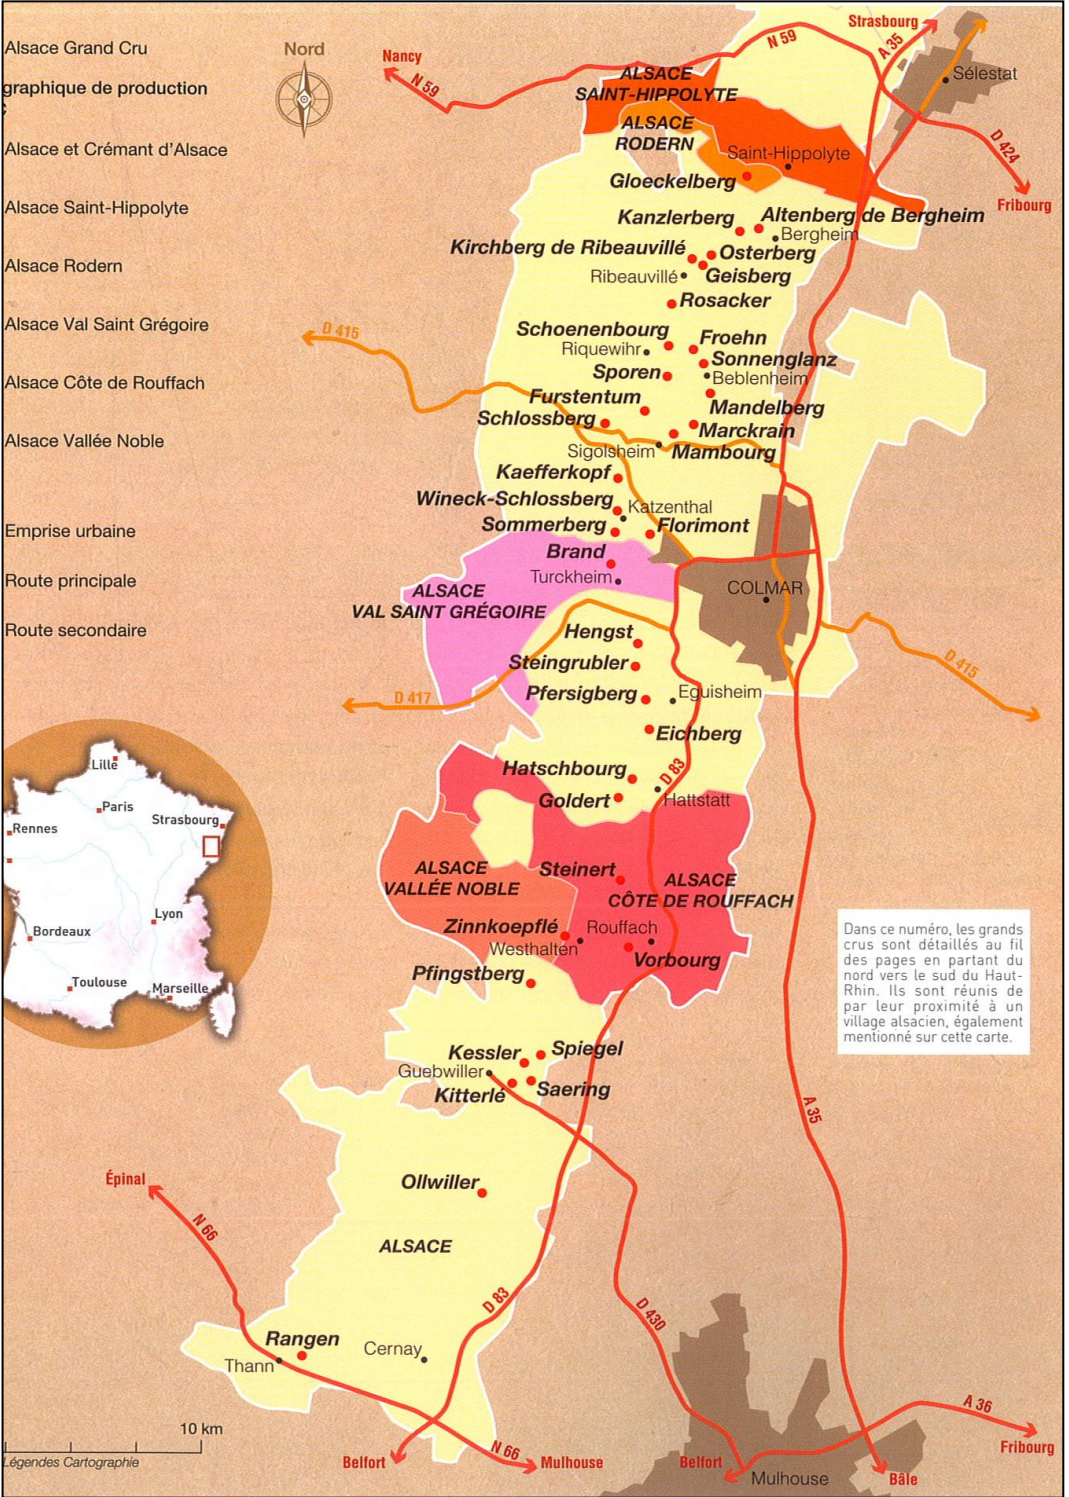 Alsace Grand Cru
graphique de production
Alsace et Crémant d'Alsace
Alsace Saint-Hippolyte
Alsace Rodern
Alsace Val Saint Grégoire
Alsace Côte de Rouffach
Alsace Vallée Noble
Emprise urbaine
Route principale
Route secondaire
Nord
Nancy
N 59
N 59
Strasbourg
A 35
Sélestat
D 424
Fribourg
ALSACE
SAINT-HIPPOLYTE
ALSACE
RODERN
Saint-Hippolyte
Gloeckelberg
Kanzlerberg
Altenberg de Bergheim
Bergheim
Kirchberg de Ribeauvillé
Osterberg
Ribeauvillé
Geisberg
Rosacker
D 415
Schoenenbourg
Froehn
Riquewihr
Sonnenglanz
Sporen
Beblenheim
Furstentum
Mandelberg
Schlossberg
Marckrain
Sigolsheim
Mambourg
Kaefferkopf
Wineck-Schlossberg
Katzenthal
Sommerberg
Florimont
Brand
Turckheim
COLMAR
ALSACE
VAL SAINT GRÉGOIRE
Hengst
Steingrubler
D 415
D 417
Pfersigberg
Eguisheim
Eichberg
Hatschbourg
D 83
Goldert
Hattstatt
ALSACE
VALLÉE NOBLE
Steinert
ALSACE
CÔTE DE ROUFFACH
Zinnkoepflé
Rouffach
Westhalten
Vorbourg
Pfingstberg
Lille
Paris
Strasbourg
Rennes
Lyon
Bordeaux
Toulouse
Marseille
Dans ce numéro, les grands
crus sont détaillés au fil
des pages en partant du
nord vers le sud du Haut-
Rhin. Ils sont réunis de
par leur proximité à un
village alsacien, également
mentionné sur cette carte.
Kessler
Spiegel
Guebwiller
Kitterlé
Saering
A 35
Épinal
N 66
Ollwiller
ALSACE
D 83
D 430
Rangen
Thann
Cernay
10 km
Légendes Cartographie
Belfort
N 66
Mulhouse
Belfort
Mulhouse
Bâle
A 36
Fribourg